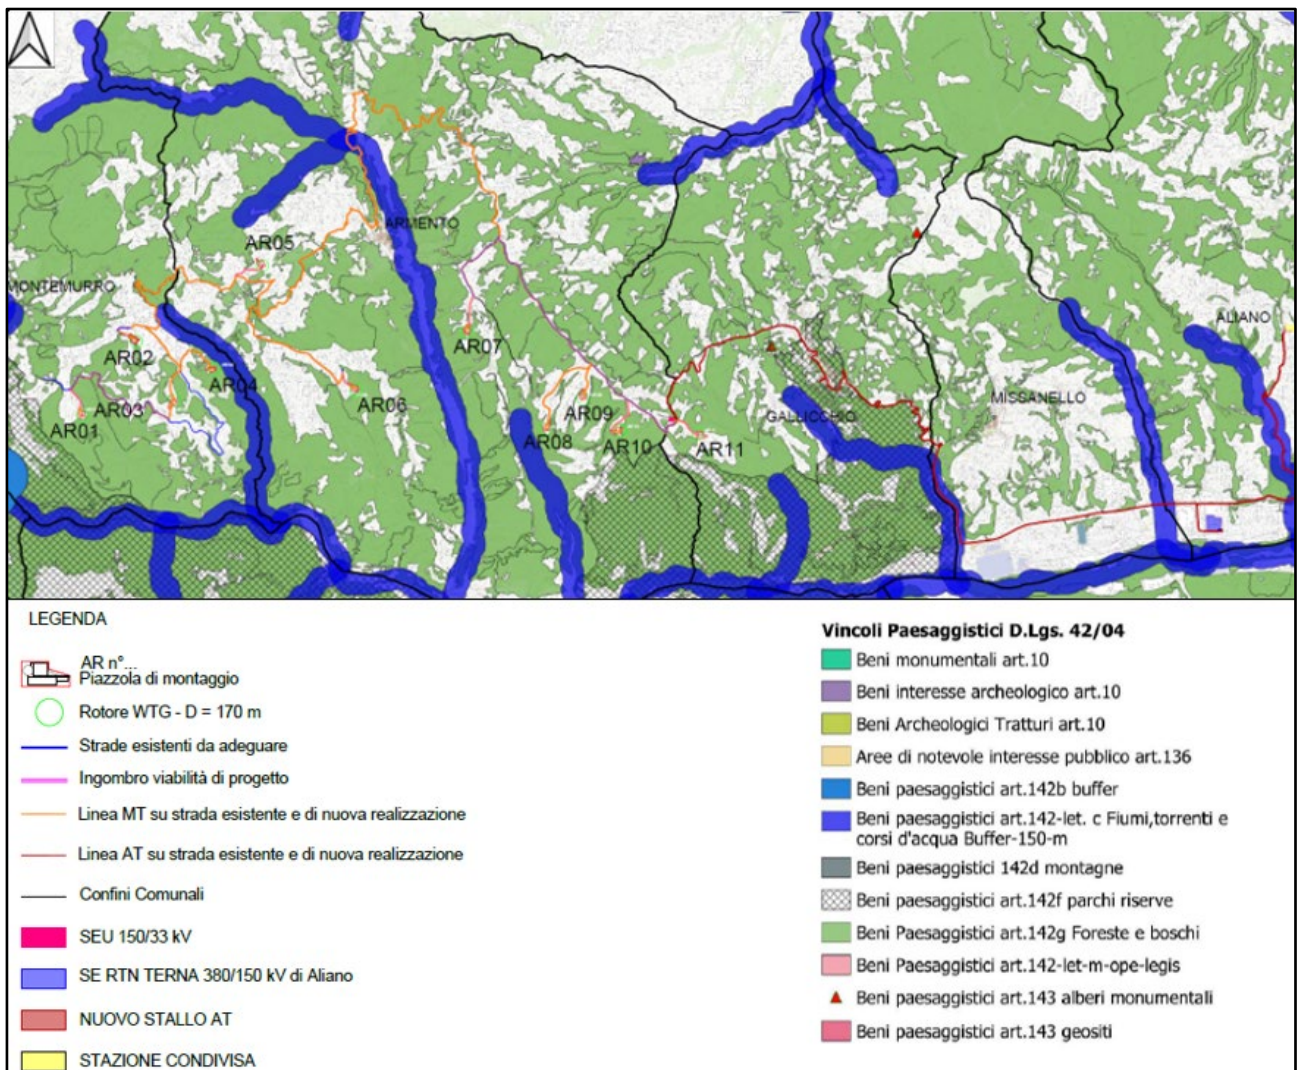 AR05
ARMENTO
MONTEMURRO
ALIANO
AR02
AR07
AR04
AR06
MISSANELLO
AR03
AR09
GALLICCHIO
AR01
AR08
AR10
AR11
LEGENDA
AR n°...
Piazzola di montaggio
Rotore WTG - D = 170 m
Strade esistenti da adeguare
Ingombro viabilità di progetto
Linea MT su strada esistente e di nuova realizzazione
Linea AT su strada esistente e di nuova realizzazione
Confini Comunali
SEU 150/33 kV
SE RTN TERNA 380/150 kV di Aliano
NUOVO STALLO AT
STAZIONE CONDIVISA
Vincoli Paesaggistici D.Lgs. 42/04
Beni monumentali art.10
Beni interesse archeologico art.10
Beni Archeologici Tratturi art.10
Aree di notevole interesse pubblico art.136
Beni paesaggistici art.142b buffer
Beni paesaggistici art.142-let. c Fiumi,torrenti e
corsi d'acqua Buffer-150-m
Beni paesaggistici 142d montagne
Beni paesaggistici art.142f parchi riserve
Beni Paesaggistici art.142g Foreste e boschi
Beni Paesaggistici art.142-let-m-ope-legis
Beni paesaggistici art.143 alberi monumentali
Beni paesaggistici art.143 geositi